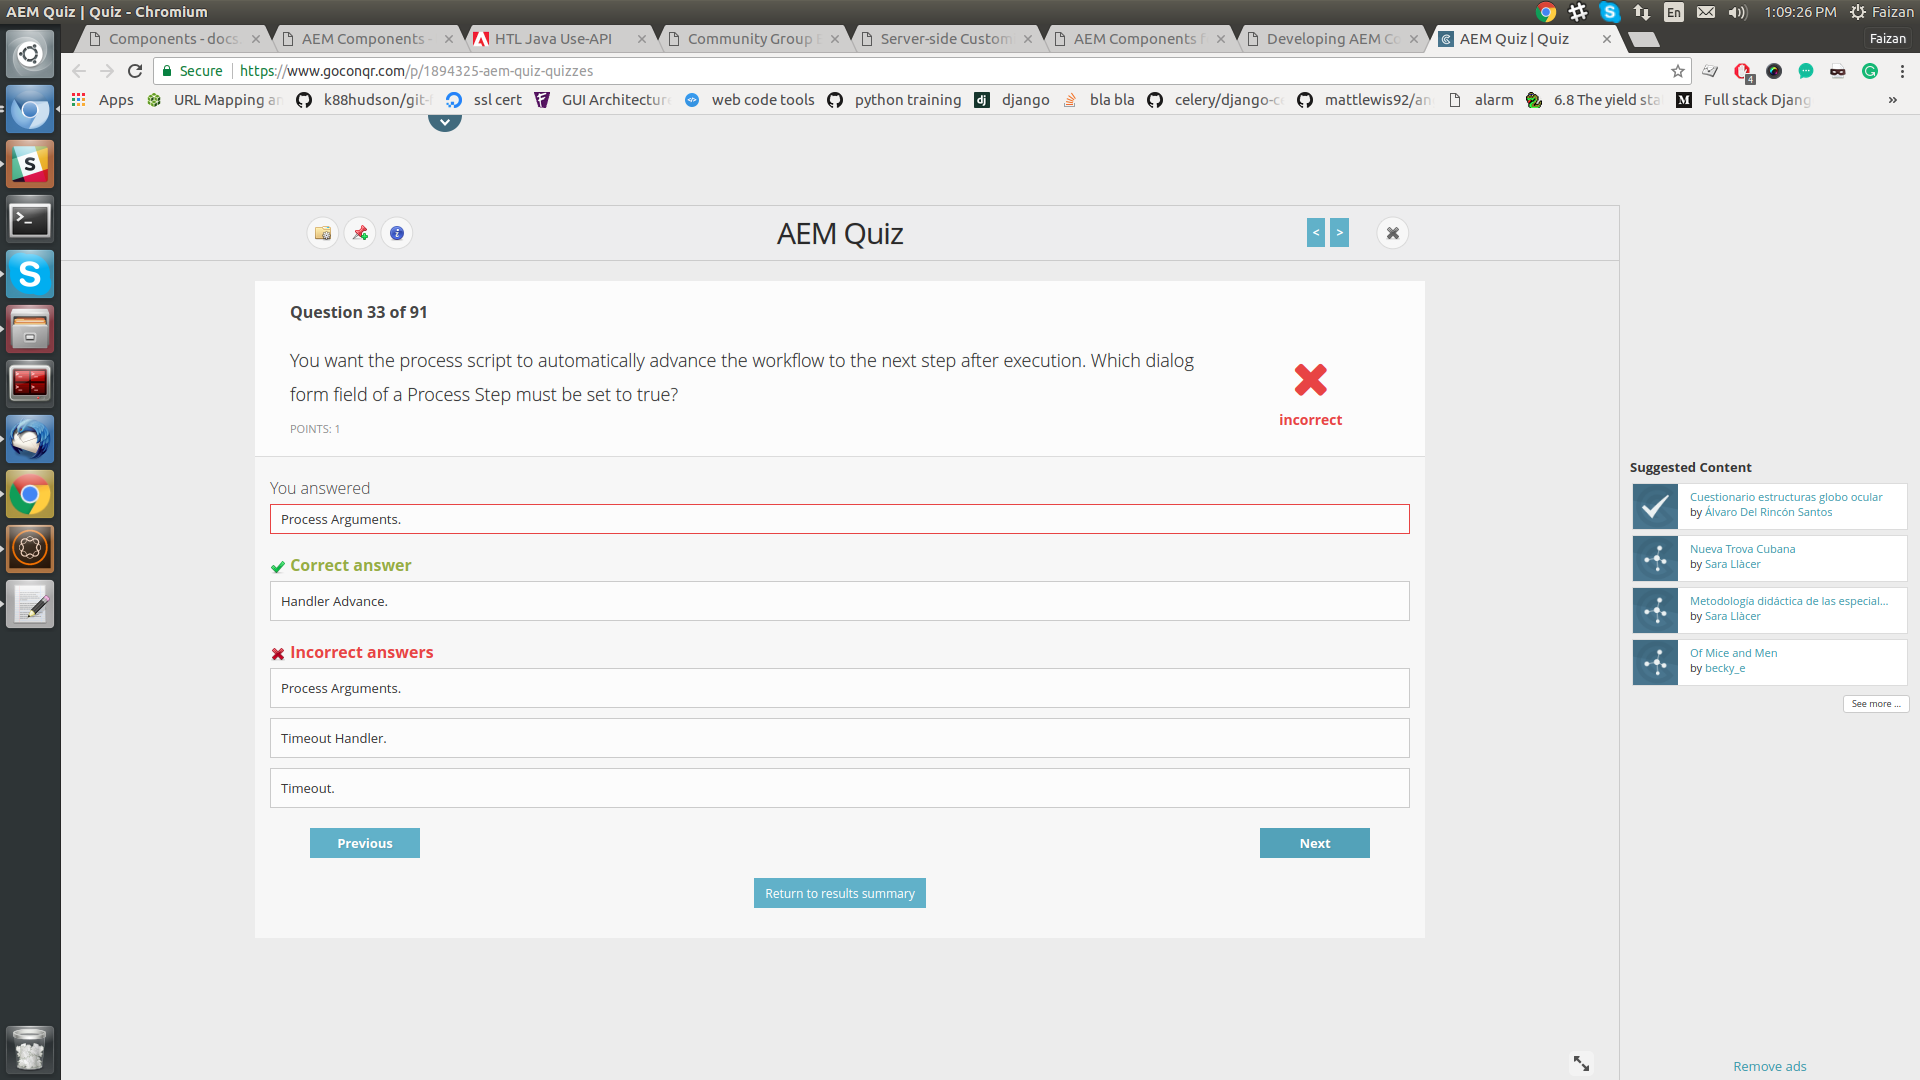 AEM Quiz | Quiz - Chromium
En
1:09:26 PM
Faizan
Components - docs.
AEM Components -
HTL Java Use-API
Community Group
Server-side Custom
AEM Components
Developing AEM Co
AEM Quiz | Quiz
Faizan
Secure
https://www.goconqr.com/p/1894325-aem-quiz-quizzes
4
Apps
URL Mapping an
k88hudson/git-
ssl cert
GUI Architectur
web code tools
python training
dj
django
bla bla
celery/django-c
mattlewis92/an
alarm
6.8 The yield sta
M
Full stack Djang
»
AEM Quiz
<
>
Question 33 of 91
You want the process script to automatically advance the workflow to the next step after execution. Which dialog
form field of a Process Step must be set to true?
POINTS: 1
incorrect
You answered
Process Arguments.
Correct answer
Handler Advance.
Incorrect answers
Process Arguments.
Timeout Handler.
Timeout.
Previous
Next
Return to results summary
Suggested Content
Cuestionario estructuras globo ocular
by Álvaro Del Rincón Santos
Nueva Trova Cubana
by Sara Llàcer
Metodología didáctica de las especial...
by Sara Llàcer
Of Mice and Men
by becky_e
See more ...
Remove ads